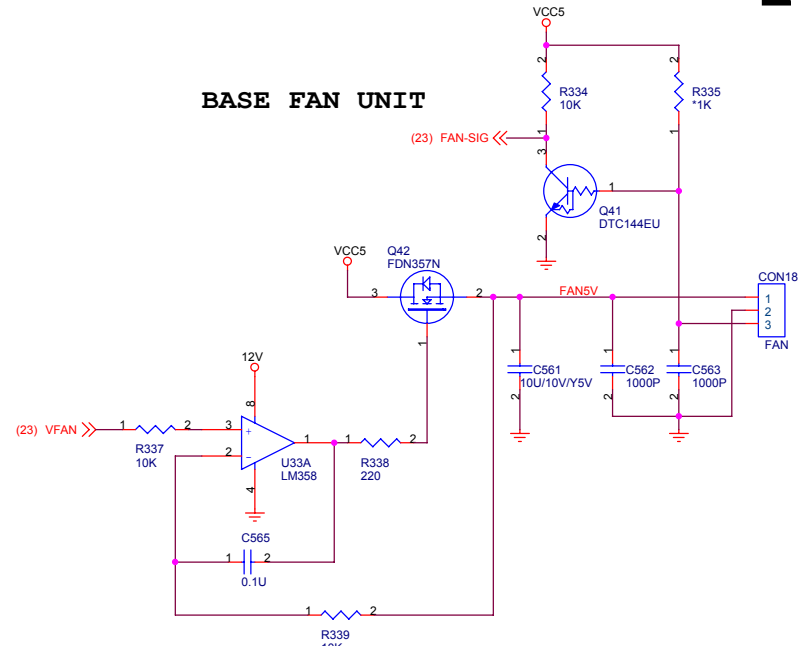 VCC5
BASE FAN UNIT
2
R334
10K
1
2
R335
*1K
1
(23) FAN-SIG
3
1
Q41
DTC144EU
2
VCC5
Q42
FDN357N
3
2
1
FAN5V
CON18
1
2
3
FAN
1
C561
10U/10V/Y5V
2
1
C562
1000P
2
1
C563
1000P
2
12V
8
(23) VFAN
1
2
R337
10K
3
+
2
-
1
U33A
LM358
4
1
2
R338
220
C565
1
2
0.1U
1
2
R339